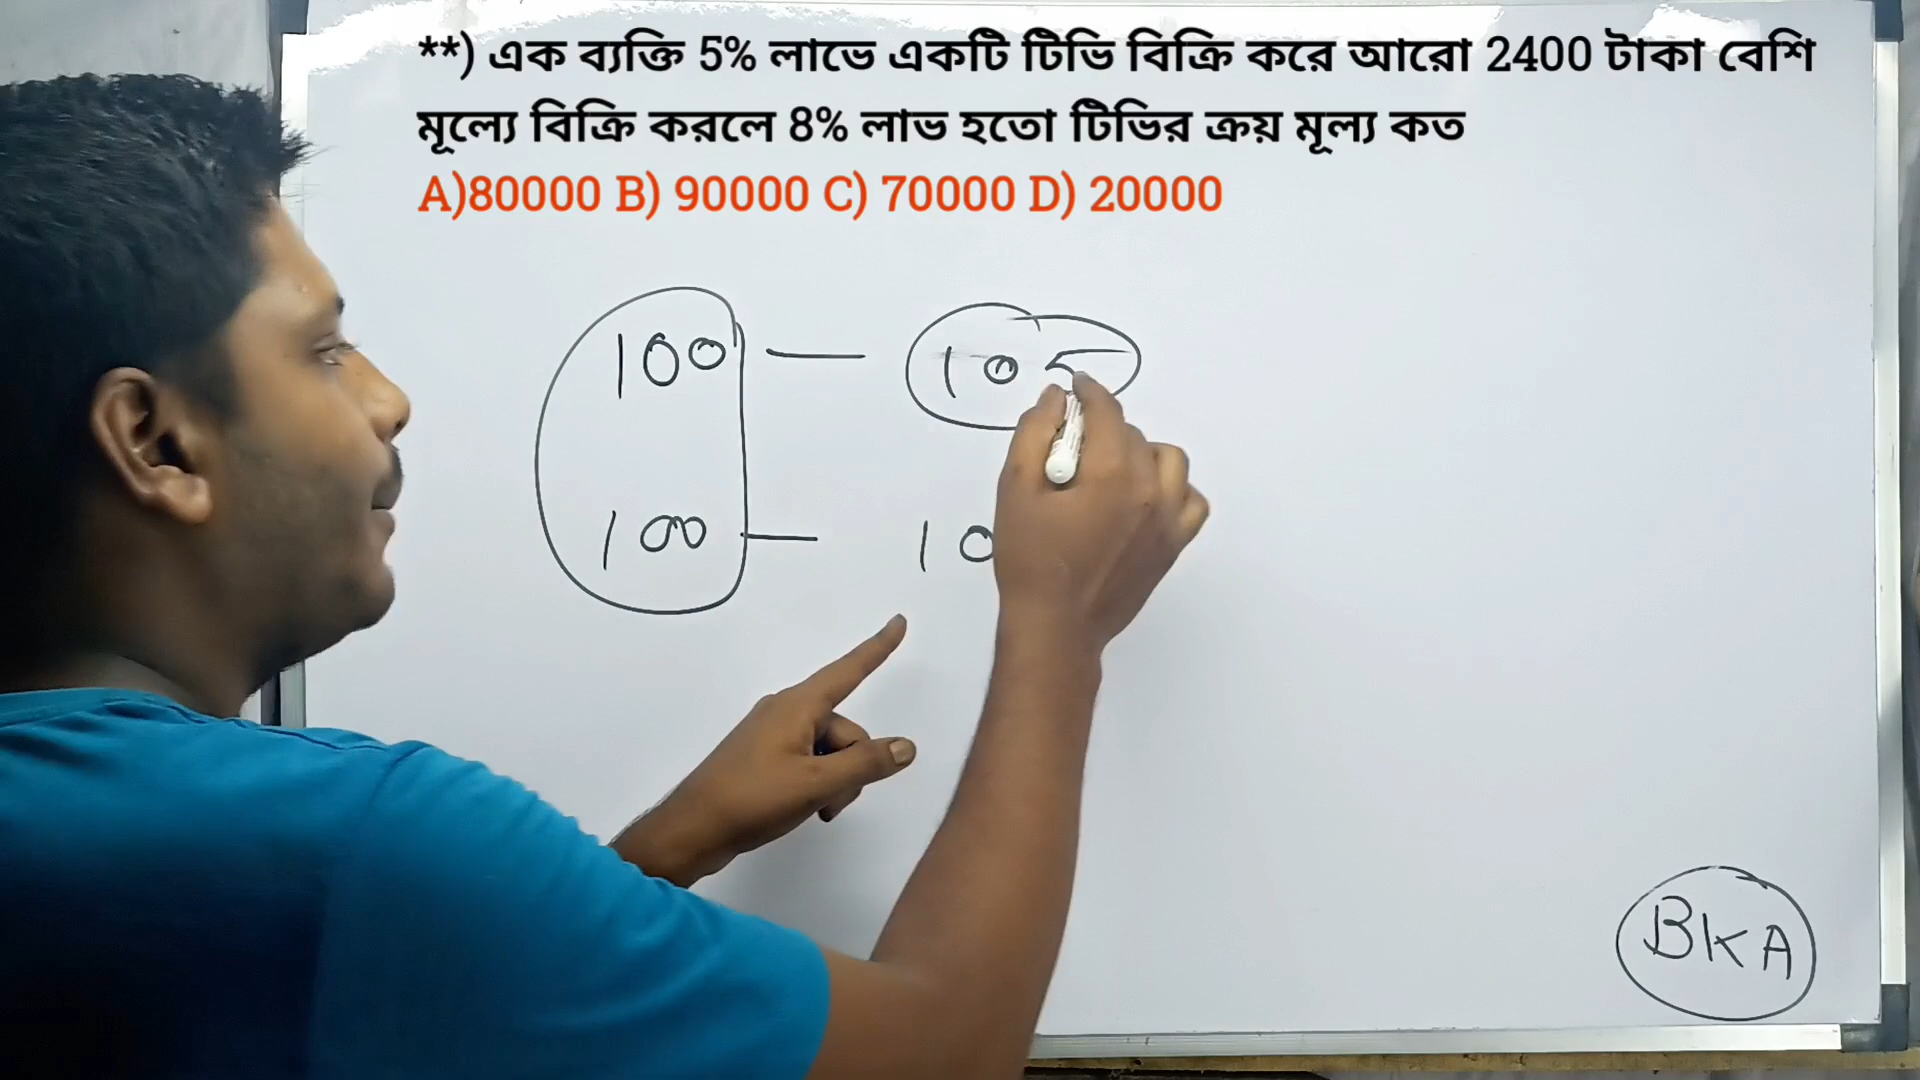 **) এক ব্যক্তি 5% লাভে একটি টিভি বিক্রি করে আরো 2400 টাকা বেশি
মূল্যে বিক্রি করলে 8% লাভ হতো টিভির ক্রয় মূল্য কত
A)80000 B) 90000 C) 70000 D) 20000
100 — 105
100 — 10
BKA